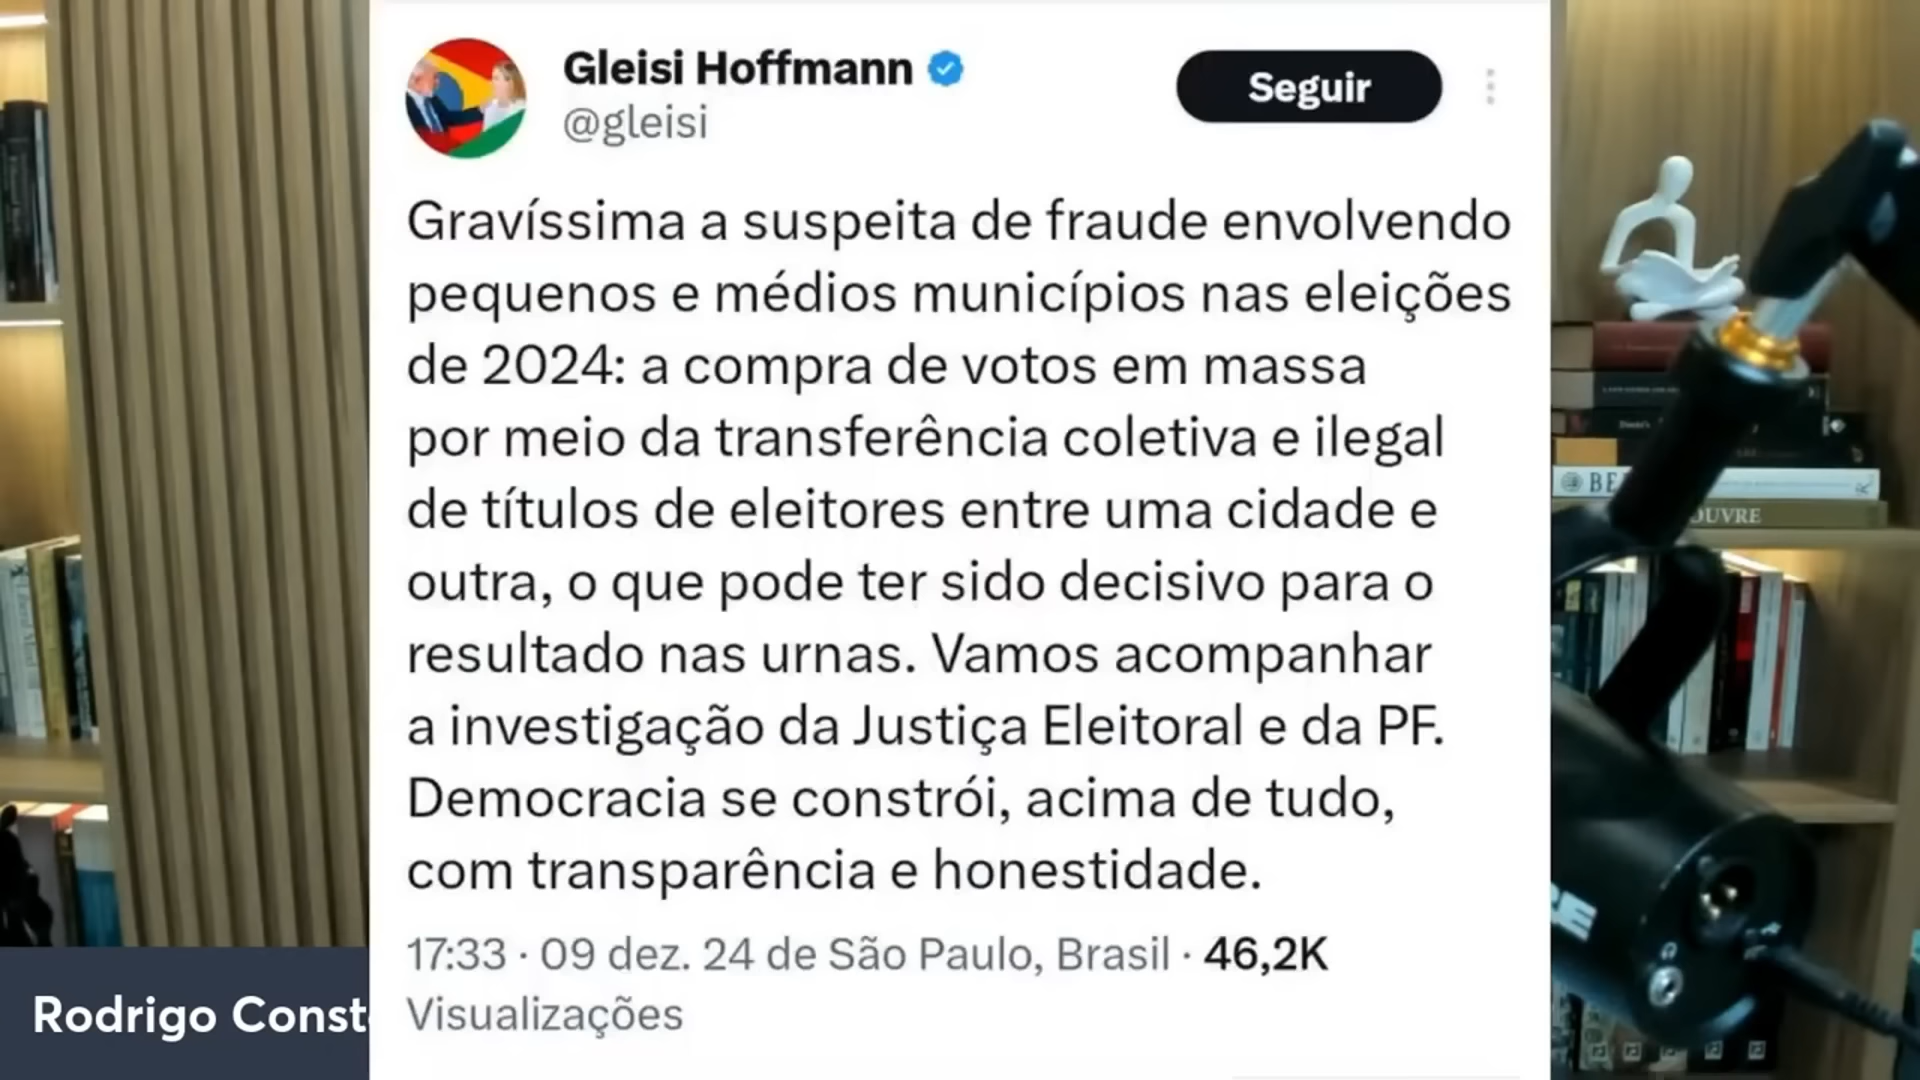 Gleisi Hoffmann
@gleisi
Seguir
Gravíssima a suspeita de fraude envolvendo
pequenos e médios municípios nas eleições
de 2024: a compra de votos em massa
por meio da transferência coletiva e ilegal
de títulos de eleitores entre uma cidade e
outra, o que pode ter sido decisivo para o
resultado nas urnas. Vamos acompanhar
a investigação da Justiça Eleitoral e da PF.
Democracia se constrói, acima de tudo,
com transparência e honestidade.
17:33 · 09 dez. 24 de São Paulo, Brasil · 46,2K
Visualizações
Rodrigo Const
BE
OUVRE